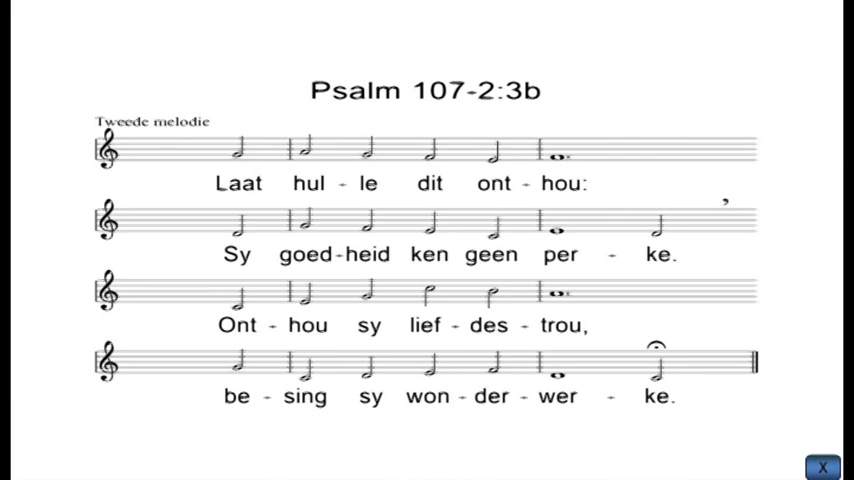 Psalm 107-2:3b
Tweede melodie
Laat hul - le dit ont - hou:
Sy goed-heid ken geen per - ke.
Ont - hou sy lief - des - trou,
be - sing sy won - der - wer - ke.
X